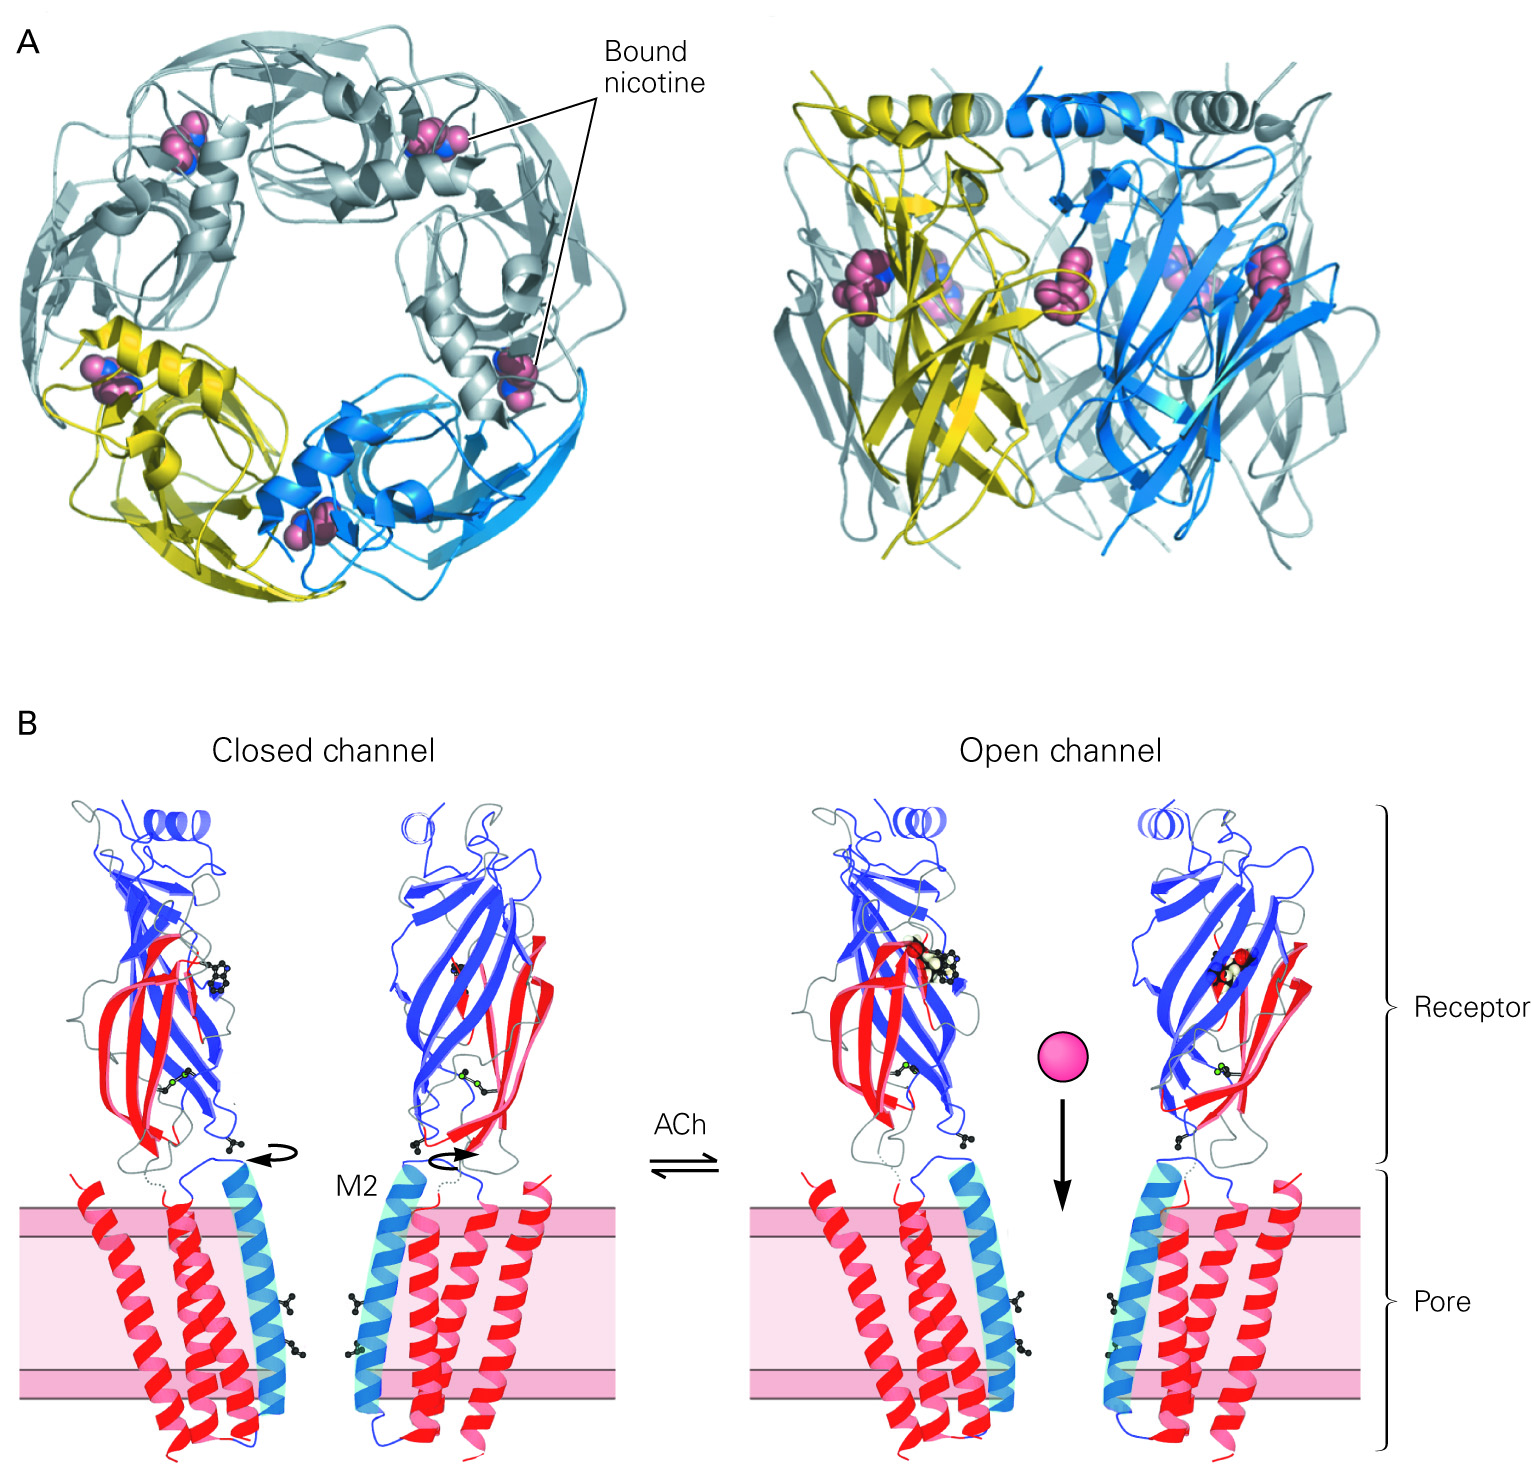 A
Bound
nicotine
B
Closed channel
Open channel
Receptor
ACh
M2
Pore